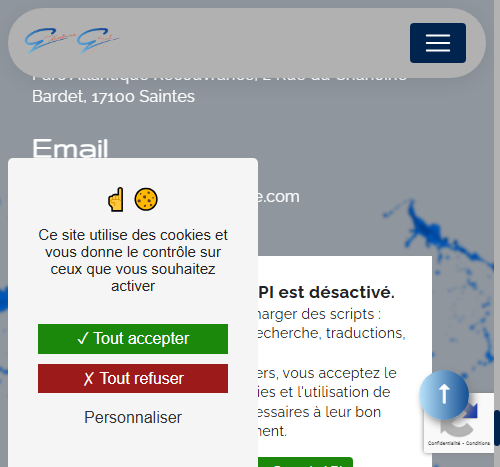 Bardet, 17100 Saintes
Email
e.com
Ce site utilise des cookies et
vous donne le contrôle sur
ceux que vous souhaitez
activer
✓ Tout accepter
✗ Tout refuser
Personnaliser
PI est désactivé.
harger des scripts :
echerche, traductions,
ers, vous acceptez le
ies et l'utilisation de
essaires à leur bon
ment.
Confidentialité - Conditions